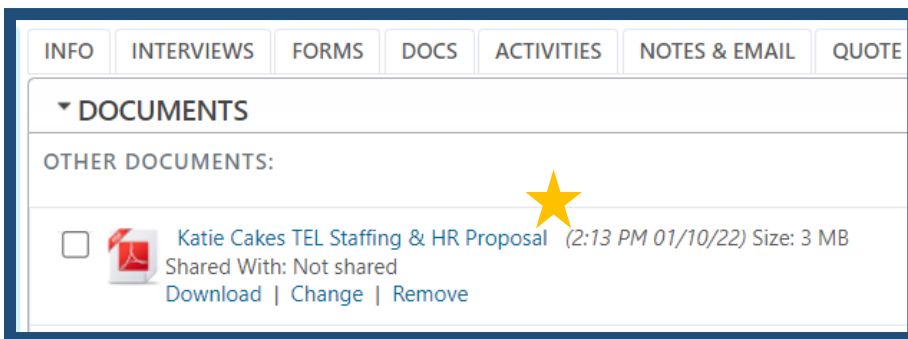 INFO INTERVIEWS FORMS DOCS ACTIVITIES NOTES & EMAIL QUOTE
DOCUMENTS
OTHER DOCUMENTS:
Katie Cakes TEL Staffing & HR Proposal (2:13 PM 01/10/22) Size: 3 MB
Shared With: Not shared
Download | Change | Remove